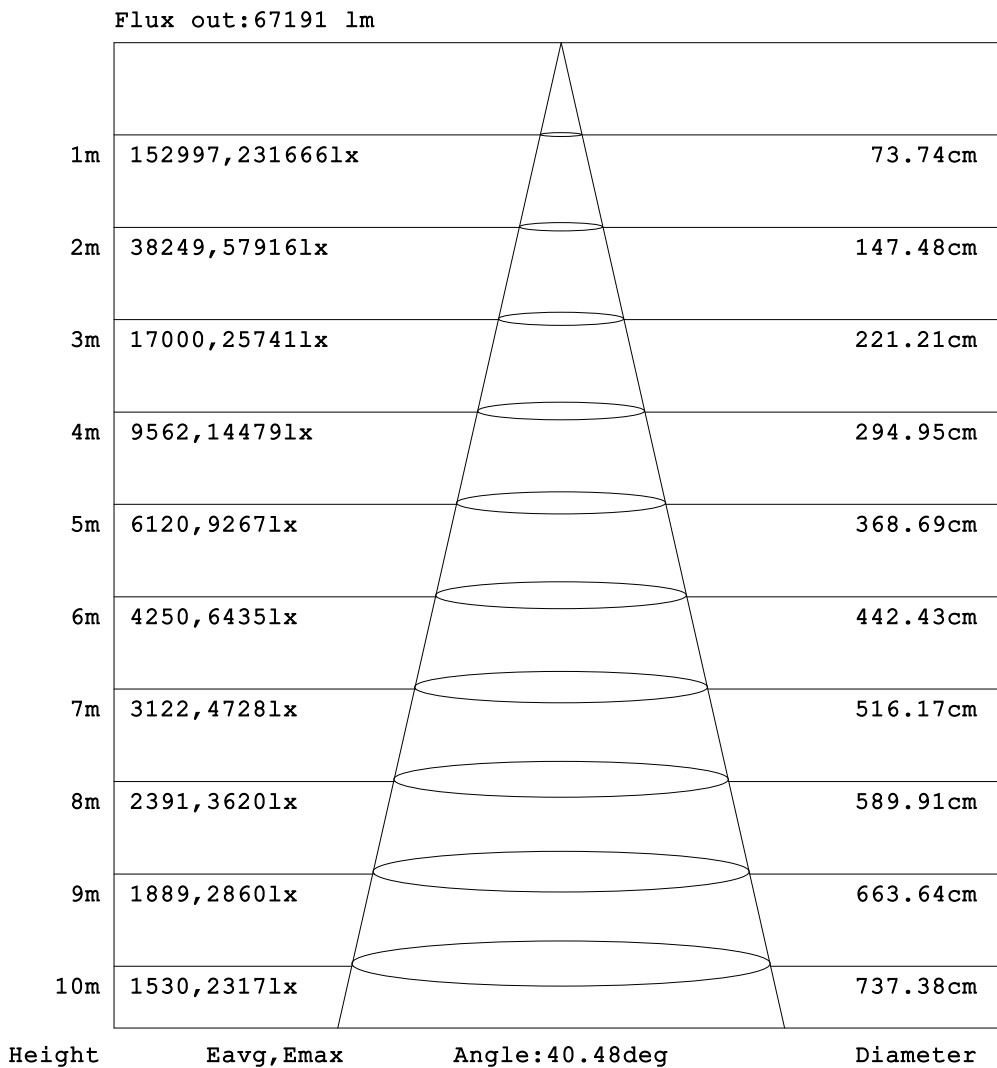 Flux out:67191 lm
1m 152997,231666lx 73.74cm
2m 38249,57916lx 147.48cm
3m 17000,25741lx 221.21cm
4m 9562,14479lx 294.95cm
5m 6120,9267lx 368.69cm
6m 4250,6435lx 442.43cm
7m 3122,4728lx 516.17cm
8m 2391,3620lx 589.91cm
9m 1889,2860lx 663.64cm
10m 1530,2317lx 737.38cm
Height Eavg,Emax Angle:40.48deg Diameter